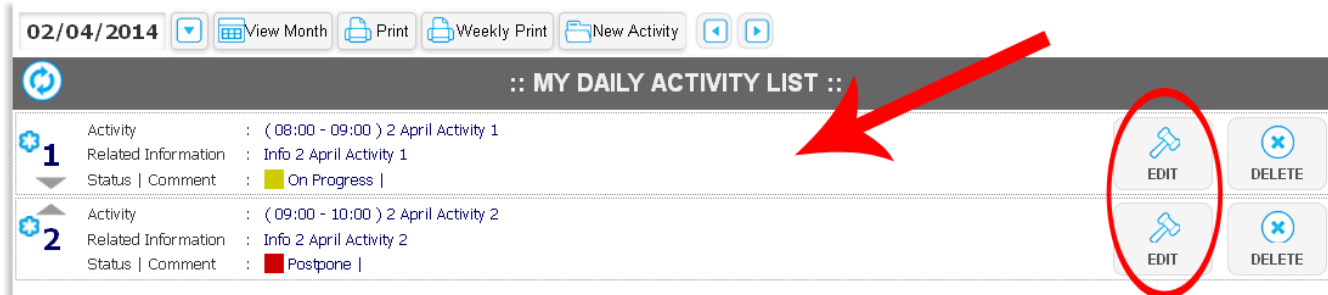 02/04/2014 View Month Print Weekly Print New Activity
:: MY DAILY ACTIVITY LIST ::
1 Activity : ( 08:00 - 09:00 ) 2 April Activity 1
Related Information : Info 2 April Activity 1
Status | Comment : On Progress |
EDIT DELETE
2 Activity : ( 09:00 - 10:00 ) 2 April Activity 2
Related Information : Info 2 April Activity 2
Status | Comment : Postpone |
EDIT DELETE